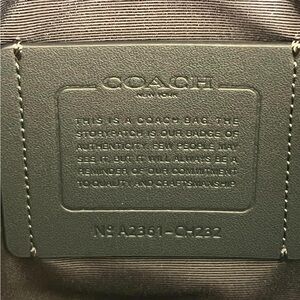 COACH
NEW YORK
THIS IS A COACH BAG. THE
STORYPATCH IS OUR BADGE OF
AUTHENTICITY. FEW PEOPLE MAY
SEE IT, BUT IT WILL ALWAYS BE A
REMINDER OF OUR COMMITMENT
TO QUALITY AND CRAFTSMANSHIP
Nº A2361-CH232